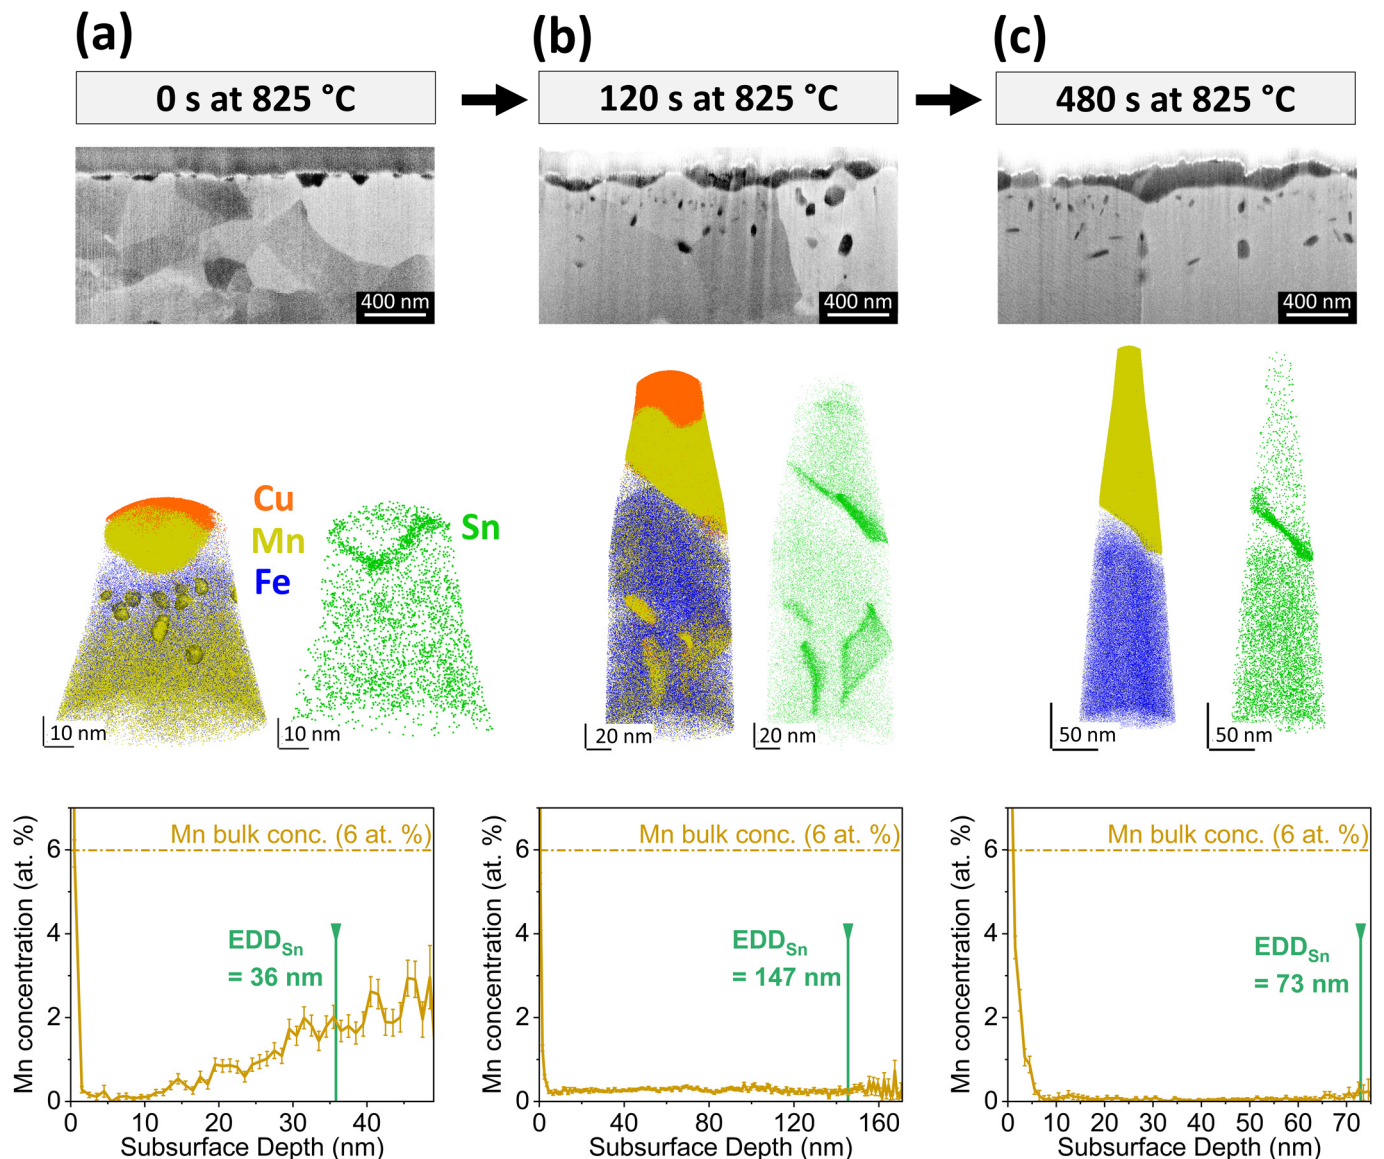 (a)
(b)
(c)
0 s at 825 °C
120 s at 825 °C
480 s at 825 °C
400 nm
400 nm
400 nm
Cu
Mn
Fe
Sn
10 nm
10 nm
20 nm
20 nm
50 nm
50 nm
Mn concentration (at. %)
6
4
2
0
Mn bulk conc. (6 at. %)
EDD_Sn
= 36 nm
0 10 20 30 40
Subsurface Depth (nm)
Mn concentration (at. %)
6
4
2
0
Mn bulk conc. (6 at. %)
EDD_Sn
= 147 nm
0 40 80 120 160
Subsurface Depth (nm)
Mn concentration (at. %)
6
4
2
0
Mn bulk conc. (6 at. %)
EDD_Sn
= 73 nm
0 10 20 30 40 50 60 70
Subsurface Depth (nm)